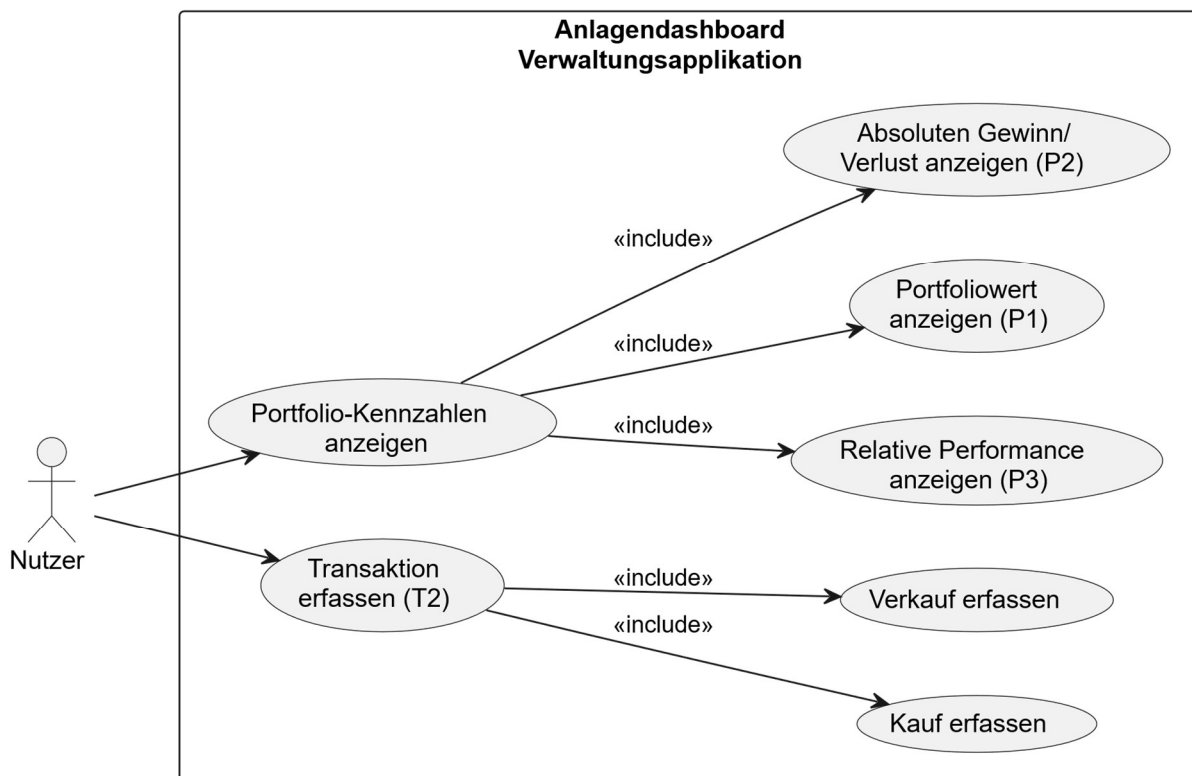 Anlagendashboard
Verwaltungsapplikation
Absoluten Gewinn/
Verlust anzeigen (P2)
«include»
Portfoliowert
anzeigen (P1)
«include»
Portfolio-Kennzahlen
anzeigen
«include»
Relative Performance
anzeigen (P3)
Nutzer
Transaktion
erfassen (T2)
«include»
Verkauf erfassen
«include»
Kauf erfassen